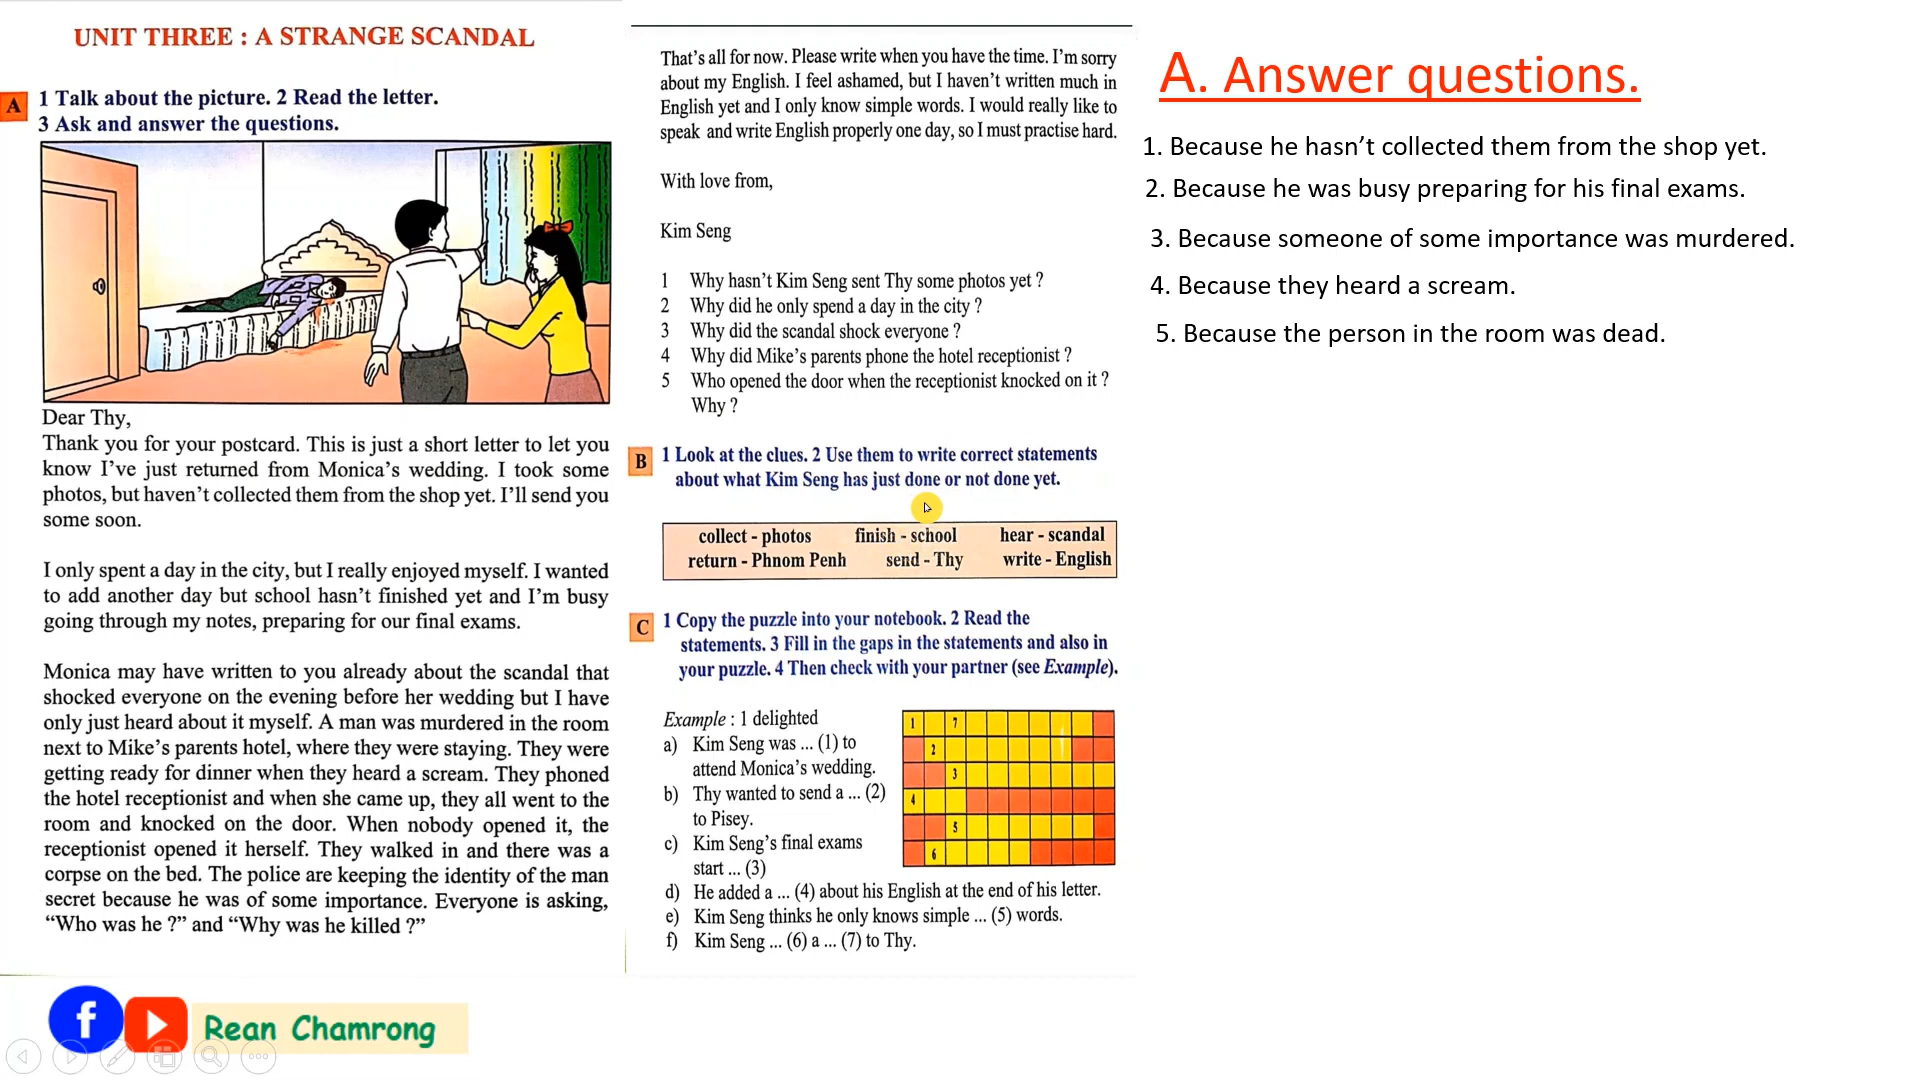 UNIT THREE : A STRANGE SCANDAL
A
1 Talk about the picture. 2 Read the letter.
3 Ask and answer the questions.
Dear Thy,
Thank you for your postcard. This is just a short letter to let you
know I've just returned from Monica's wedding. I took some
photos, but haven't collected them from the shop yet. I'll send you
some soon.
I only spent a day in the city, but I really enjoyed myself. I wanted
to add another day but school hasn't finished yet and I'm busy
going through my notes, preparing for our final exams.
Monica may have written to you already about the scandal that
shocked everyone on the evening before her wedding but I have
only just heard about it myself. A man was murdered in the room
next to Mike's parents hotel, where they were staying. They were
getting ready for dinner when they heard a scream. They phoned
the hotel receptionist and when she came up, they all went to the
room and knocked on the door. When nobody opened it, the
receptionist opened it herself. They walked in and there was a
corpse on the bed. The police are keeping the identity of the man
secret because he was of some importance. Everyone is asking,
“Who was he ?” and “Why was he killed ?”
f
Rean Chamrong
That's all for now. Please write when you have the time. I'm sorry
about my English. I feel ashamed, but I haven't written much in
English yet and I only know simple words. I would really like to
speak and write English properly one day, so I must practise hard.
With love from,
Kim Seng
1 Why hasn't Kim Seng sent Thy some photos yet ?
2 Why did he only spend a day in the city ?
3 Why did the scandal shock everyone ?
4 Why did Mike's parents phone the hotel receptionist ?
5 Who opened the door when the receptionist knocked on it ?
Why ?
B
1 Look at the clues. 2 Use them to write correct statements
about what Kim Seng has just done or not done yet.
collect - photos finish - school hear - scandal
return - Phnom Penh send - Thy write - English
C
1 Copy the puzzle into your notebook. 2 Read the
statements. 3 Fill in the gaps in the statements and also in
your puzzle. 4 Then check with your partner (see Example).
Example : 1 delighted
a) Kim Seng was ... (1) to
attend Monica's wedding.
b) Thy wanted to send a ... (2)
to Pisey.
c) Kim Seng's final exams
start ... (3)
d) He added a ... (4) about his English at the end of his letter.
e) Kim Seng thinks he only knows simple ... (5) words.
f) Kim Seng ... (6) a ... (7) to Thy.
1 7
2
3
4
5
6
A. Answer questions.
1. Because he hasn't collected them from the shop yet.
2. Because he was busy preparing for his final exams.
3. Because someone of some importance was murdered.
4. Because they heard a scream.
5. Because the person in the room was dead.